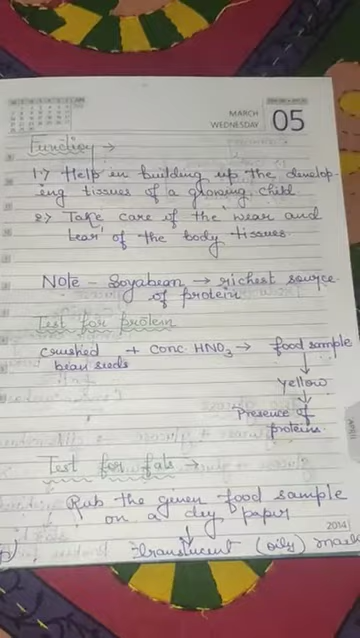 MARCH
WEDNESDAY 05
Function →
1:> Help in building up the develop-
ing tissues of a growing child
2:> Take care of the 'wear and
tear' of the body tissues.
Note - Soyabean → richest source
of protein
Test for protein
crushed + Conc. HNO3 → food sample
bean seeds
↓
Yellow
↓
Presence of
proteins.
APRIL
Test for fats →
Rub the given food sample
on a dry paper
↓
2014
Translucent (oily) mark